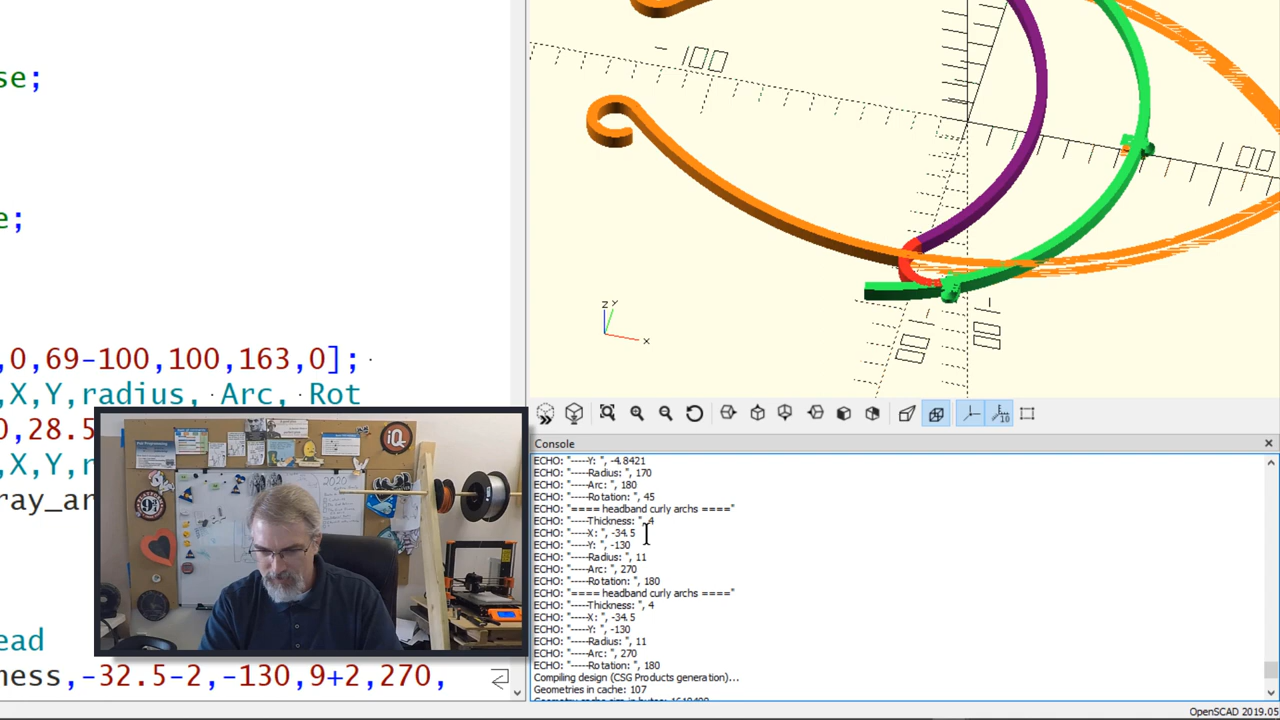 se;
e;
,0,69-100,100,163,0];
,X,Y,radius, Arc, Rot
0,28.5
,X,Y,r
ray_ar
ead
ness,-32.5-2,-130,9+2,270,
100
Z
Y
X
Console
ECHO: "-----Y: ", -4.8421
ECHO: "-----Radius: ", 170
ECHO: "-----Arc: ", 180
ECHO: "-----Rotation: ", 45
ECHO: "==== headband curly archs ===="
ECHO: "-----Thickness: ", 4
ECHO: "-----X: ", -34.5
ECHO: "-----Y: ", -130
ECHO: "-----Radius: ", 11
ECHO: "-----Arc: ", 270
ECHO: "-----Rotation: ", 180
ECHO: "==== headband curly archs ===="
ECHO: "-----Thickness: ", 4
ECHO: "-----X: ", -34.5
ECHO: "-----Y: ", -130
ECHO: "-----Radius: ", 11
ECHO: "-----Arc: ", 270
ECHO: "-----Rotation: ", 180
Compiling design (CSG Products generation)...
Geometries in cache: 107
OpenSCAD 2019.05
iQ
2020